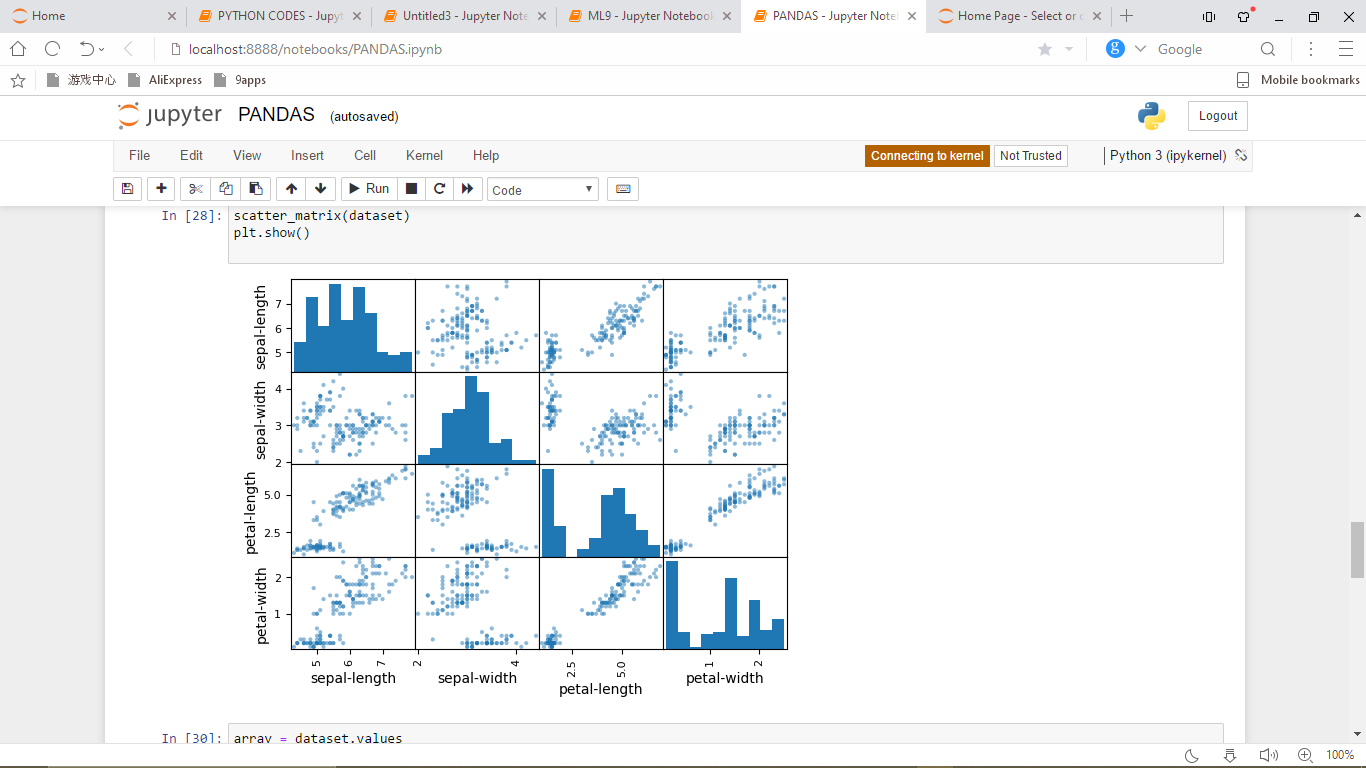 Home
PYTHON CODES - Jupyt
Untitled3 - Jupyter Note
ML9 - Jupyter Notebook
PANDAS - Jupyter Note
Home Page - Select or c
localhost:8888/notebooks/PANDAS.ipynb
g
Google
游戏中心
AliExpress
9apps
Mobile bookmarks
jupyter PANDAS (autosaved)
Logout
File Edit View Insert Cell Kernel Help
Connecting to kernel
Not Trusted
Python 3 (ipykernel)
Run
Code
In [28]:
scatter_matrix(dataset)
plt.show()
sepal-length
7
6
5
sepal-width
4
3
2
petal-length
5.0
2.5
petal-width
2
1
5 6 7 2 4 2.5 5.0 1 2
sepal-length sepal-width petal-length petal-width
In [30]:
array = dataset.values
100%